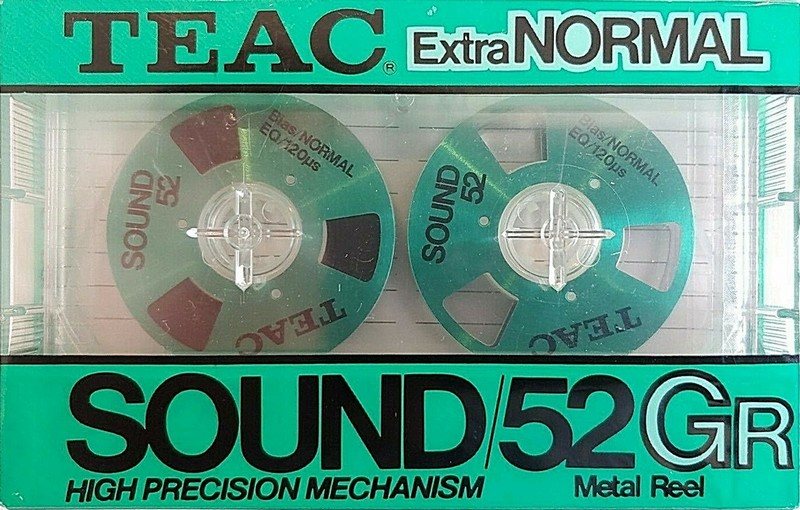 TEAC® ExtraNORMAL
SOUND
52
Bias/NORMAL
EQ/120µs
TEAC
SOUND
52
Bias/NORMAL
EQ/120µs
TEAC
SOUND/52GR
HIGH PRECISION MECHANISM
Metal Reel